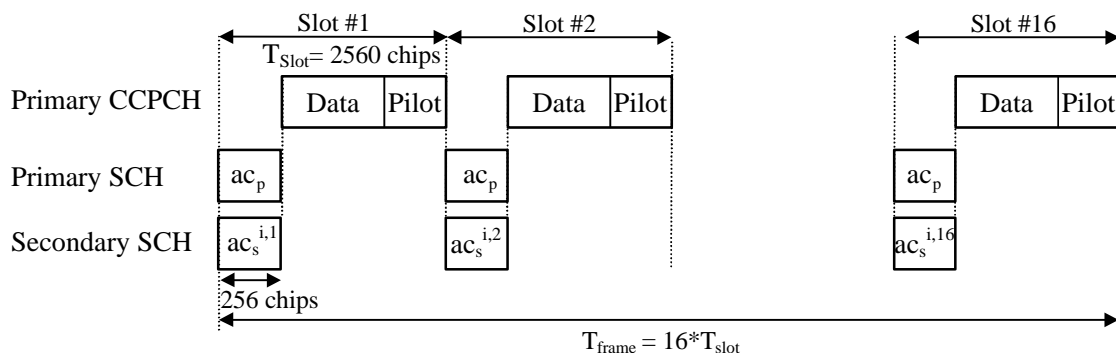 Slot #1 Slot #2 Slot #16
T_Slot= 2560 chips
Primary CCPCH Data Pilot Data Pilot Data Pilot
Primary SCH ac_p ac_p ac_p
Secondary SCH ac_s^i,1 ac_s^i,2 ac_s^i,16
256 chips
T_frame = 16*T_slot